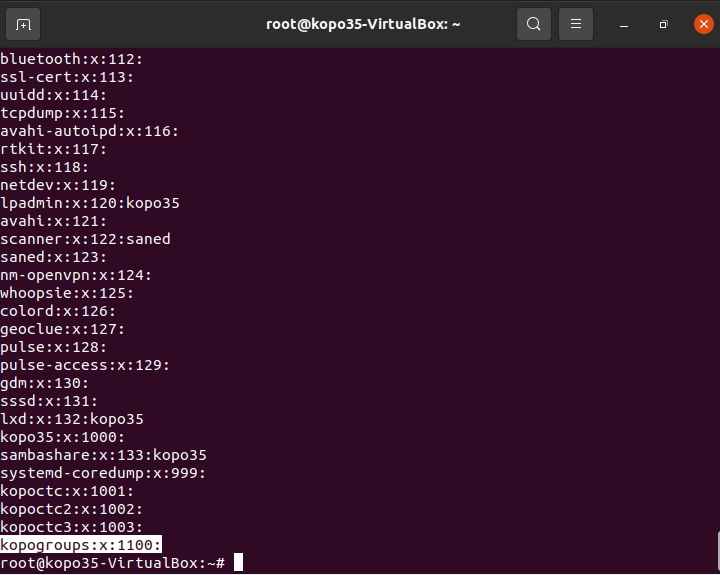 root@kopo35-VirtualBox: ~
bluetooth:x:112:
ssl-cert:x:113:
uuidd:x:114:
tcpdump:x:115:
avahi-autoipd:x:116:
rtkit:x:117:
ssh:x:118:
netdev:x:119:
lpadmin:x:120:kopo35
avahi:x:121:
scanner:x:122:saned
saned:x:123:
nm-openvpn:x:124:
whoopsie:x:125:
colord:x:126:
geoclue:x:127:
pulse:x:128:
pulse-access:x:129:
gdm:x:130:
sssd:x:131:
lxd:x:132:kopo35
kopo35:x:1000:
sambashare:x:133:kopo35
systemd-coredump:x:999:
kopoctc:x:1001:
kopoctc2:x:1002:
kopoctc3:x:1003:
kopogroups:x:1100:
root@kopo35-VirtualBox:~#